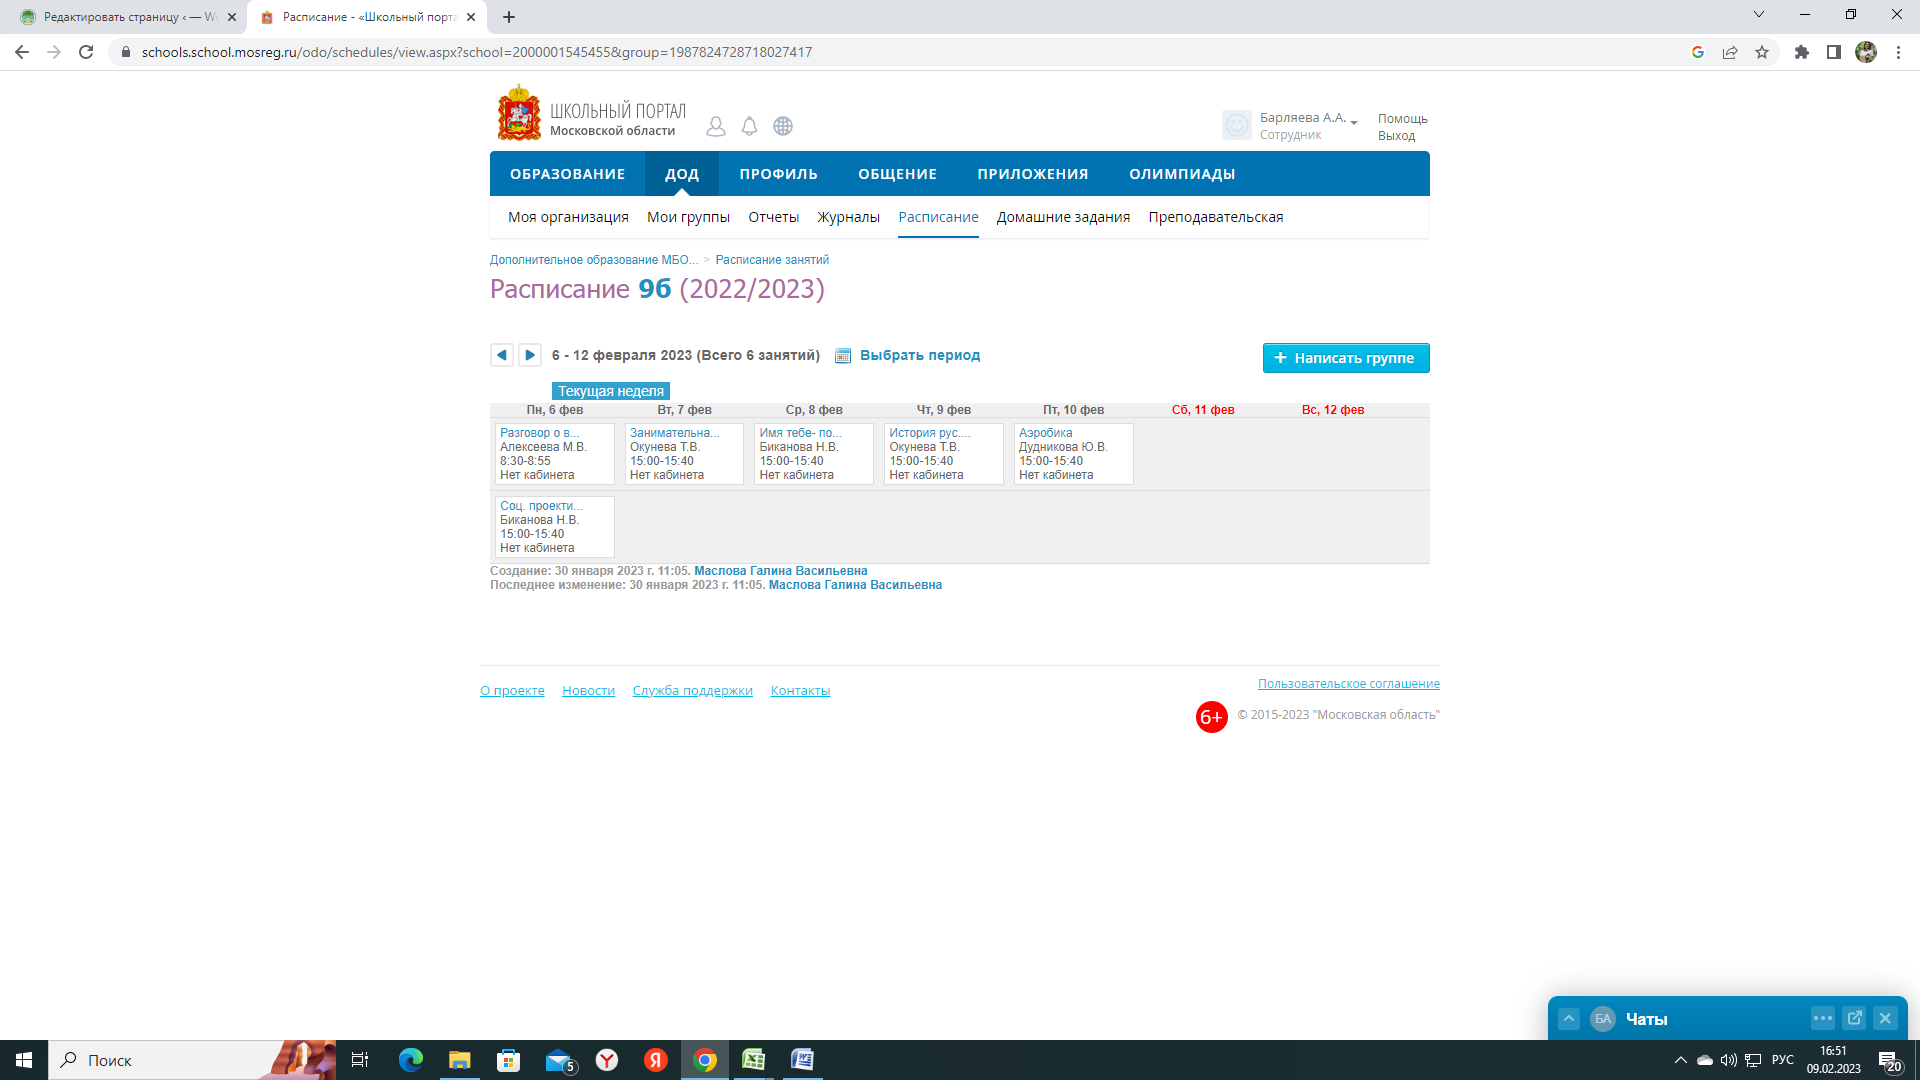 Редактировать страницу ‹ — Wo
Расписание - «Школьный порта
schools.school.mosreg.ru/odo/schedules/view.aspx?school=2000001545455&group=1987824728718027417
ШКОЛЬНЫЙ ПОРТАЛ
Московской области
Барляева А.А.
Сотрудник
Помощь
Выход
ОБРАЗОВАНИЕ ДОД ПРОФИЛЬ ОБЩЕНИЕ ПРИЛОЖЕНИЯ ОЛИМПИАДЫ
Моя организация Мои группы Отчеты Журналы Расписание Домашние задания Преподавательская
Дополнительное образование МБО... > Расписание занятий
Расписание 9б (2022/2023)
6 - 12 февраля 2023 (Всего 6 занятий) Выбрать период
+ Написать группе
Текущая неделя
Пн, 6 фев Вт, 7 фев Ср, 8 фев Чт, 9 фев Пт, 10 фев Сб, 11 фев Вс, 12 фев
Разговор о в...
Алексеева М.В.
8:30-8:55
Нет кабинета
Занимательна...
Окунева Т.В.
15:00-15:40
Нет кабинета
Имя тебе- по...
Биканова Н.В.
15:00-15:40
Нет кабинета
История рус....
Окунева Т.В.
15:00-15:40
Нет кабинета
Аэробика
Дудникова Ю.В.
15:00-15:40
Нет кабинета
Соц. проекти...
Биканова Н.В.
15:00-15:40
Нет кабинета
Создание: 30 января 2023 г. 11:05. Маслова Галина Васильевна
Последнее изменение: 30 января 2023 г. 11:05. Маслова Галина Васильевна
О проекте Новости Служба поддержки Контакты
Пользовательское соглашение
6+ © 2015-2023 "Московская область"
БА Чаты
Поиск
5
РУС
16:51
09.02.2023
20